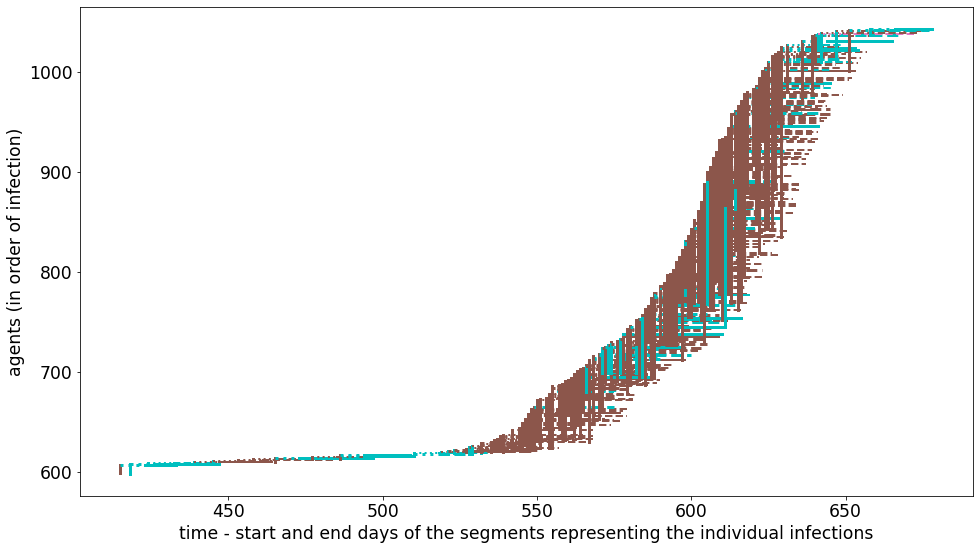 1000
900
800
700
600
450 500 550 600 650
agents (in order of infection)
time - start and end days of the segments representing the individual infections